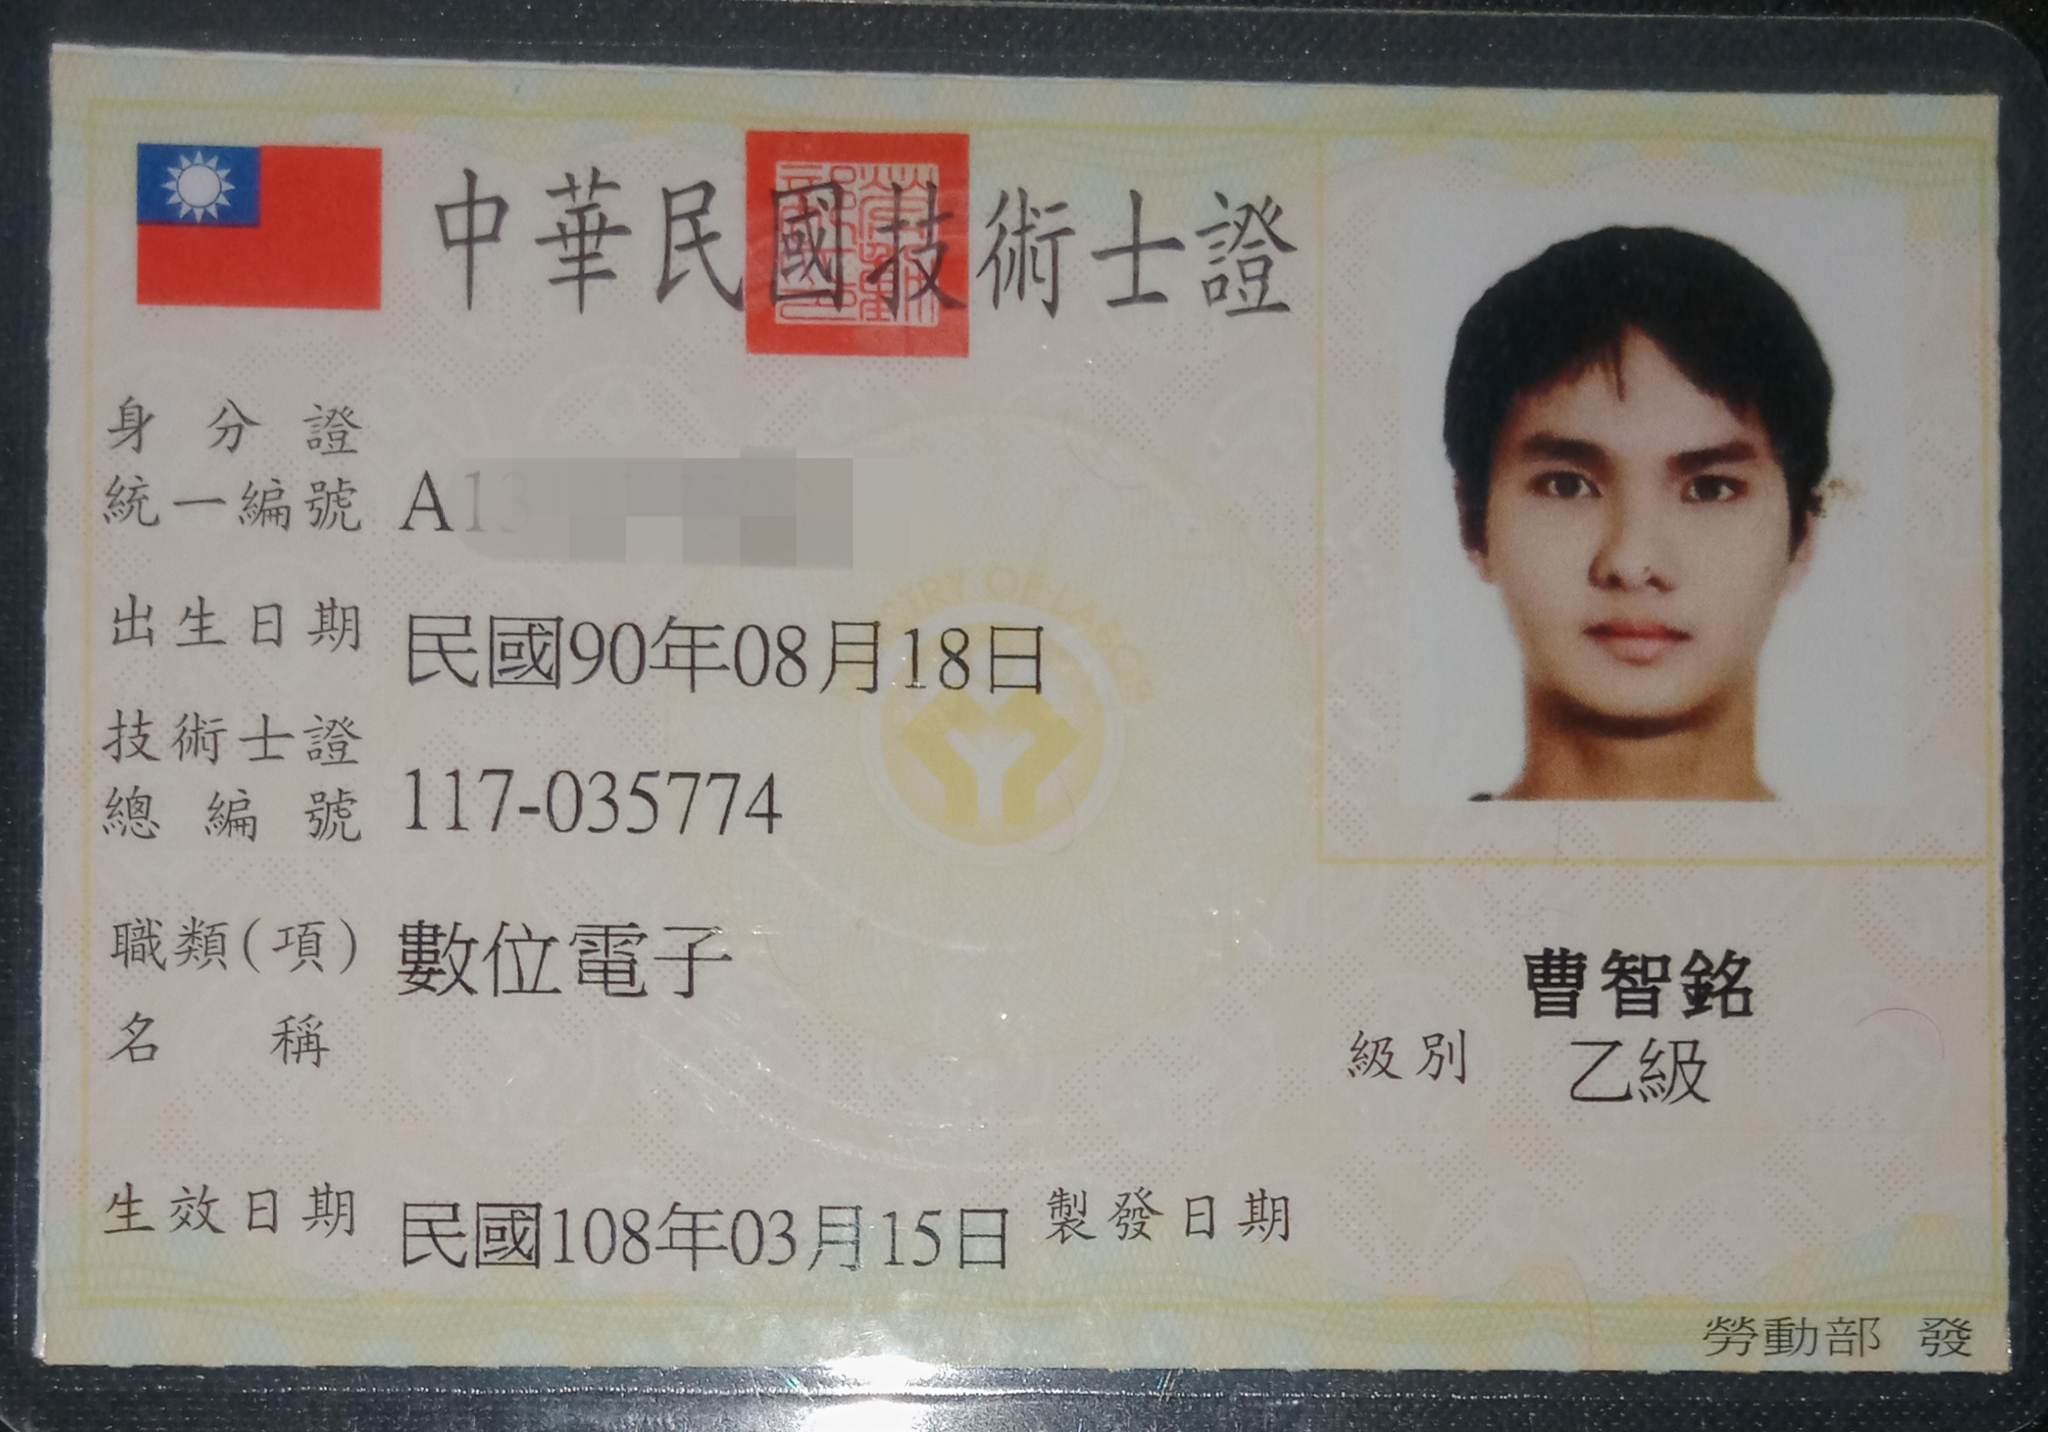 中華民國技術士證
身分證
統一編號 A13
出生日期 民國90年08月18日
技術士證
總編號 117-035774
職類(項) 數位電子
名稱
曹智銘
級別 乙級
生效日期 民國108年03月15日 製發日期
勞動部 發